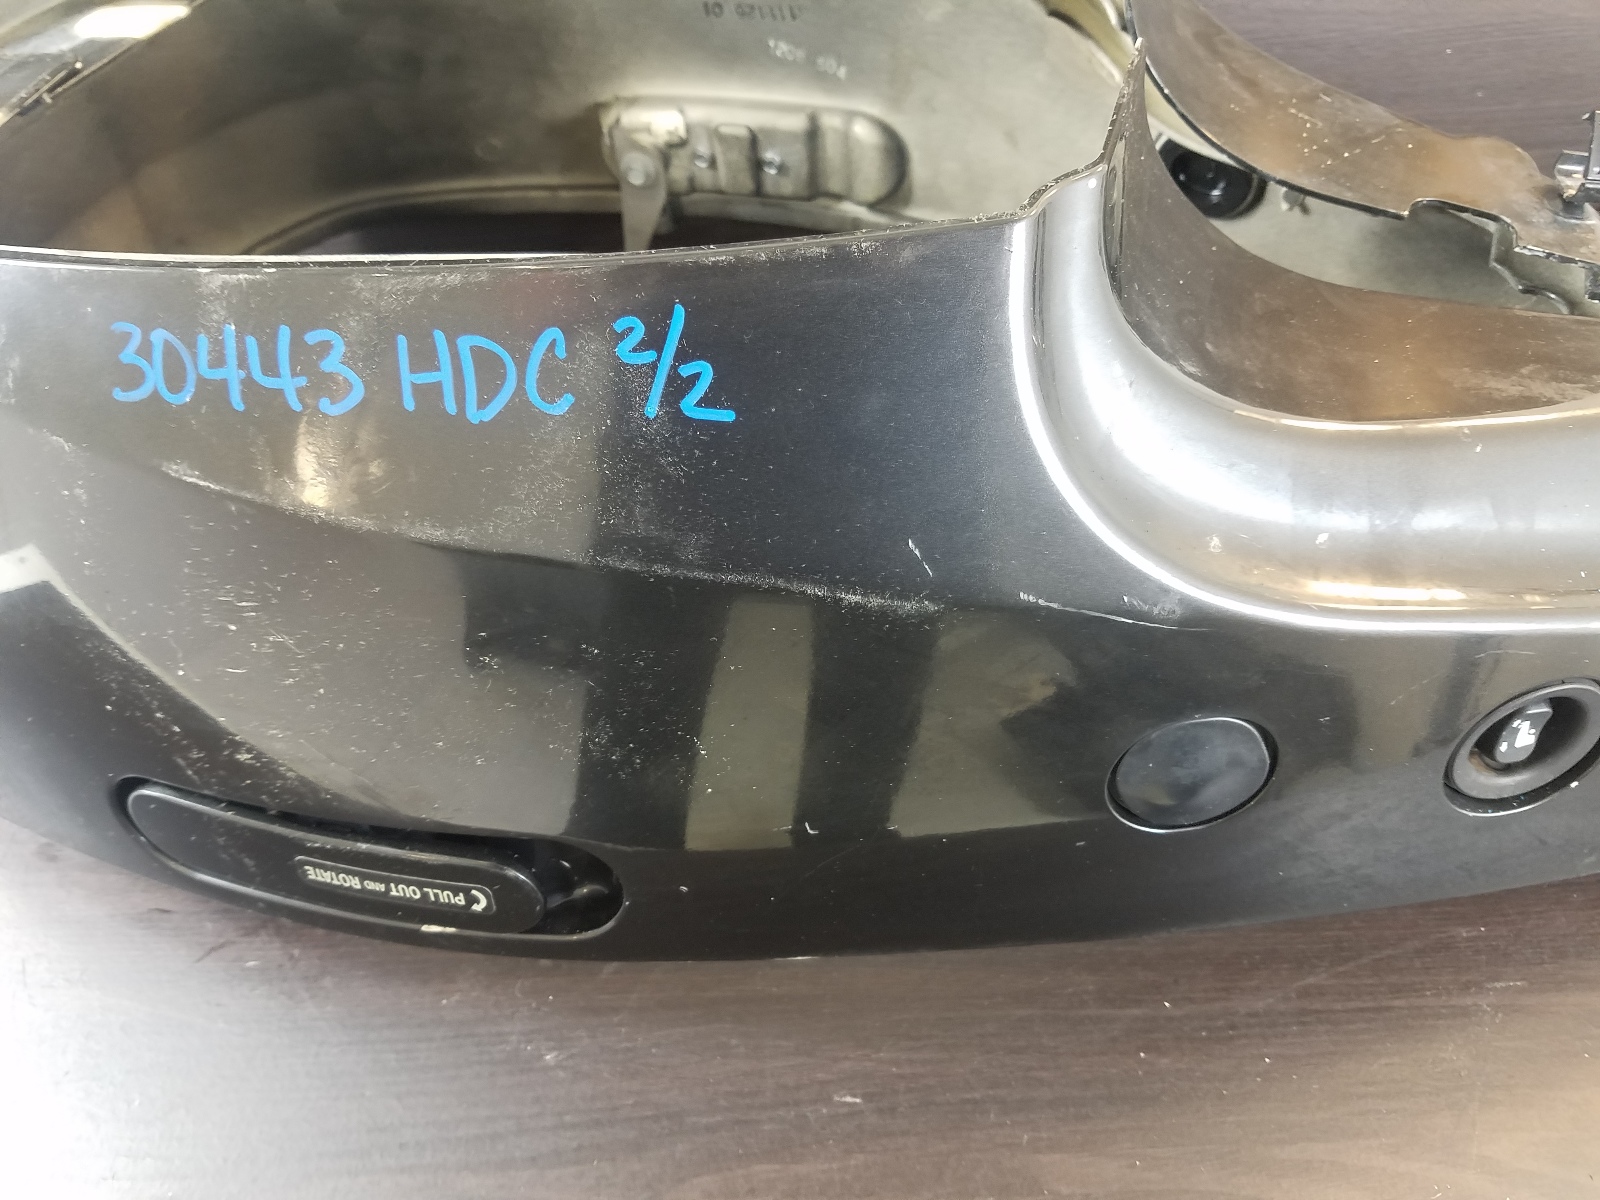 30443 HDC 2/2
PULL OUT AND ROTATE